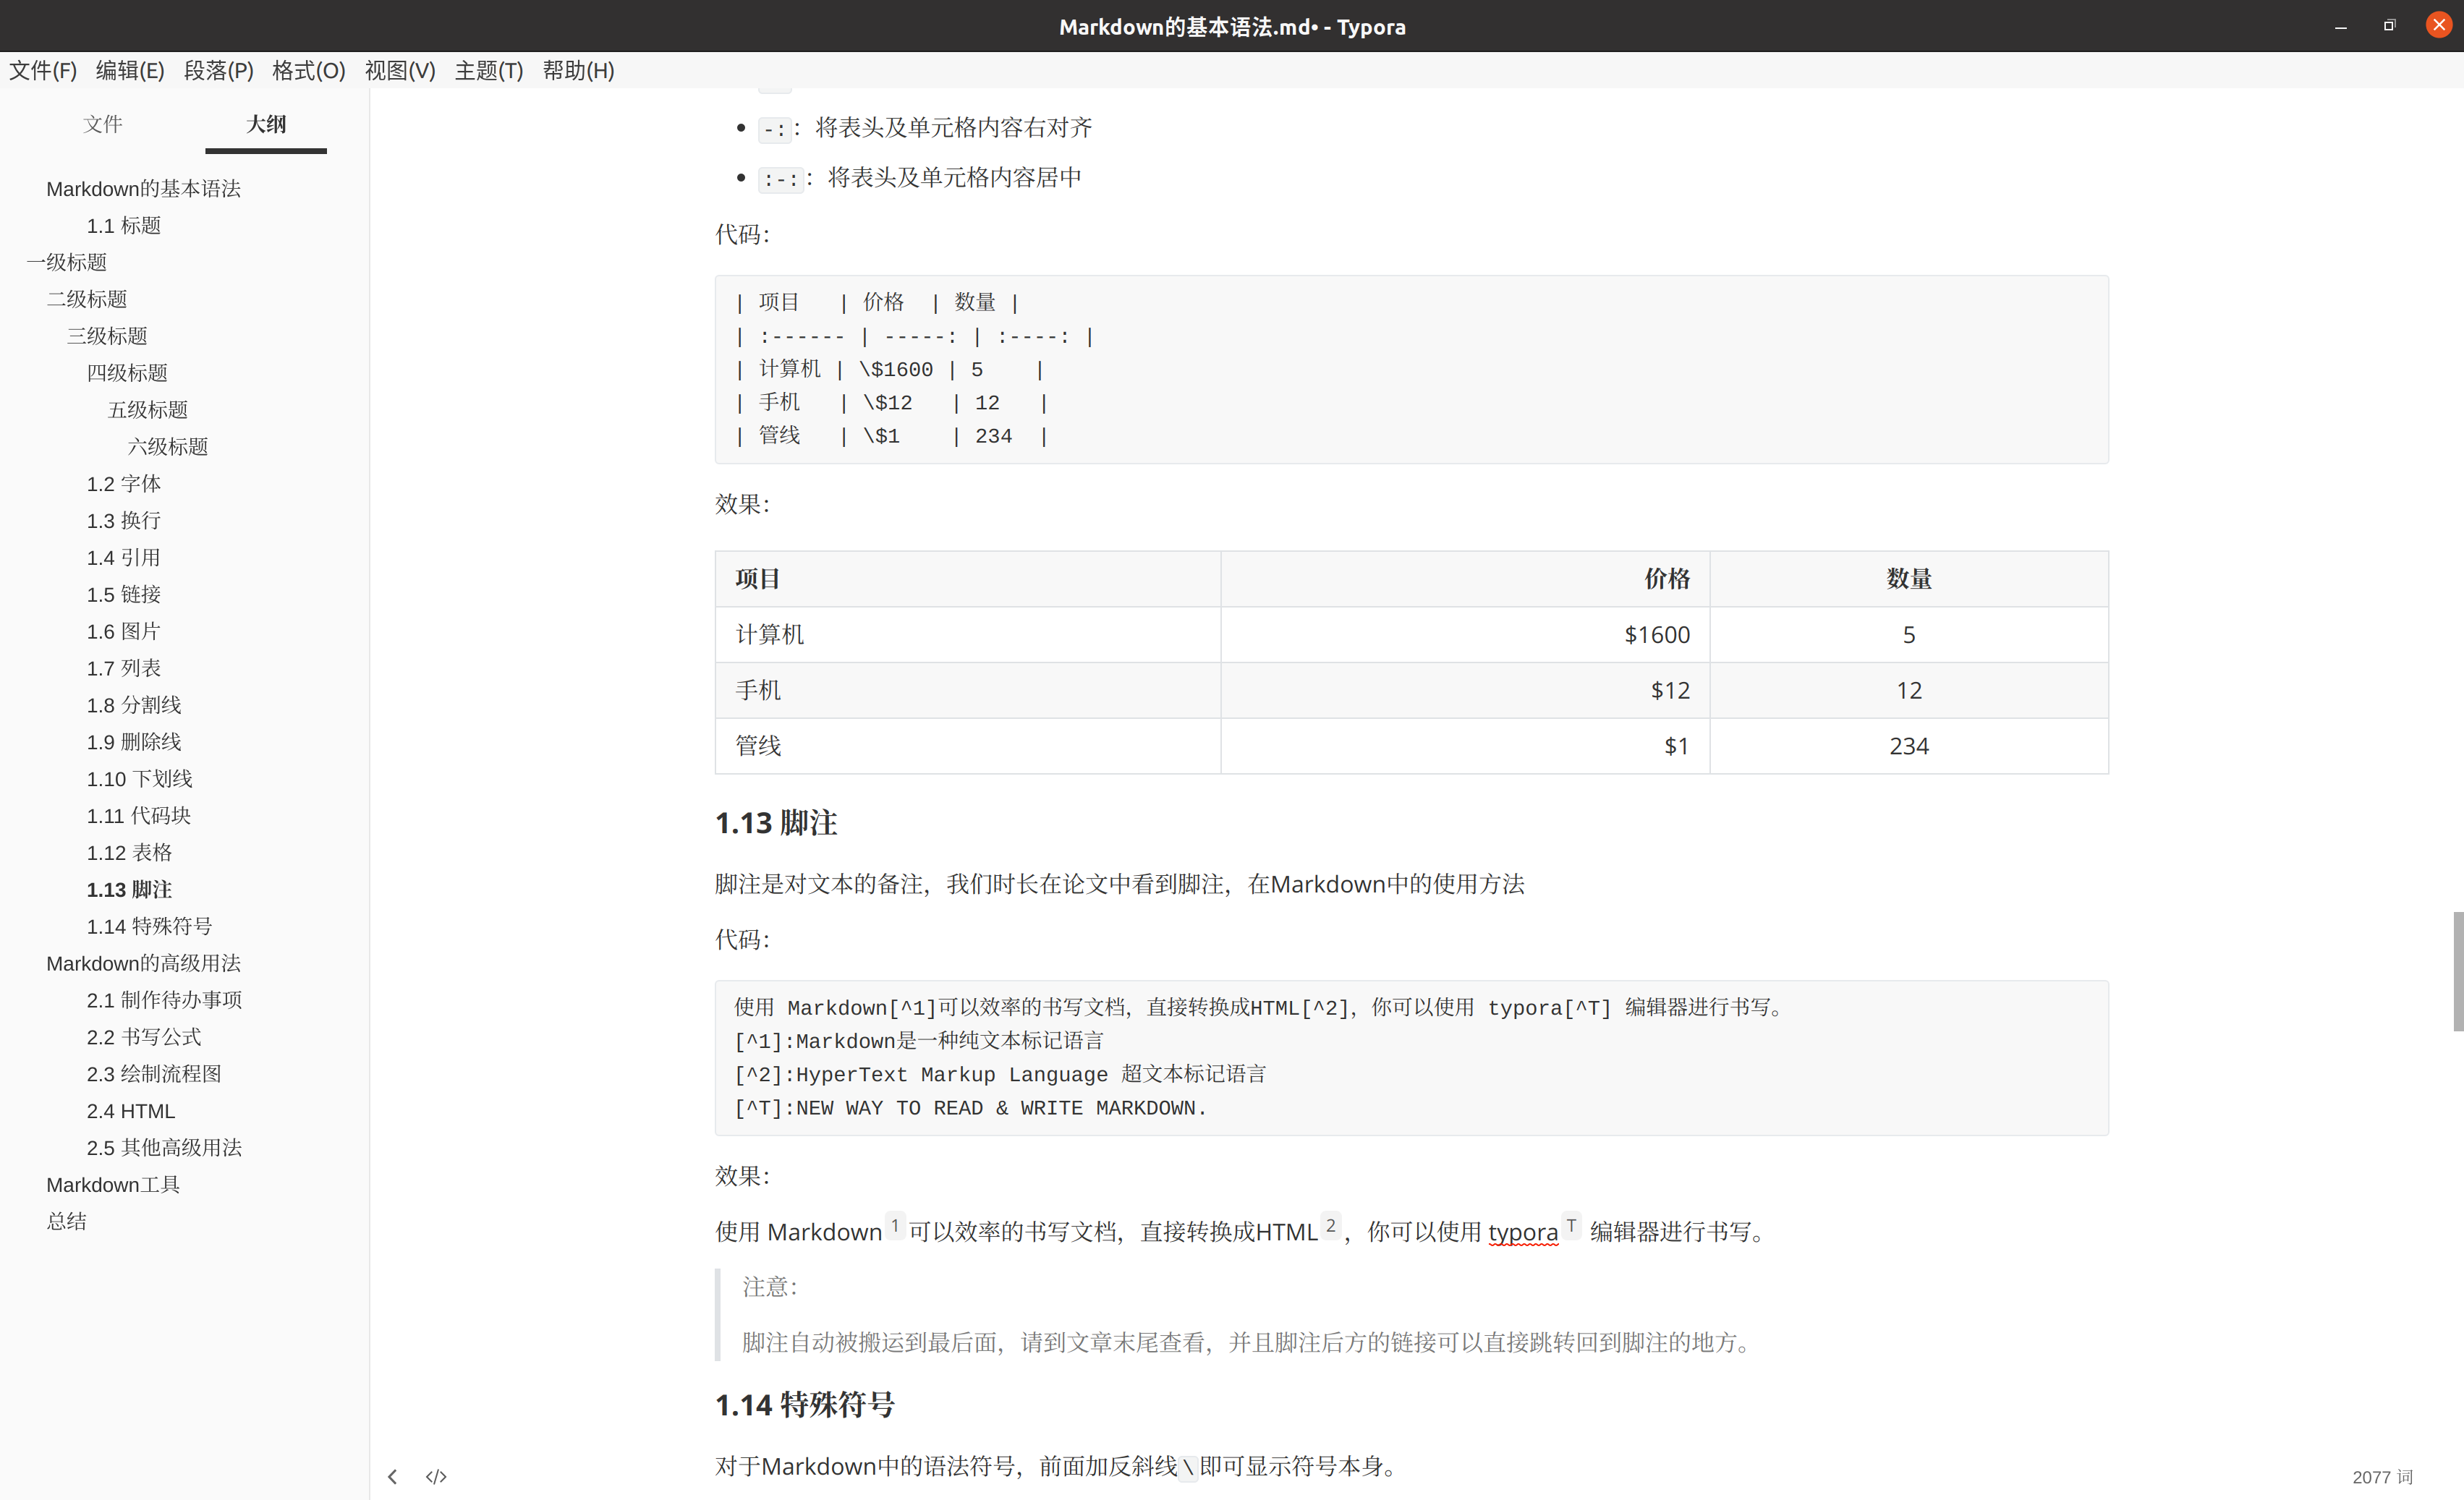 Markdown的基本语法.md• - Typora
文件(F) 编辑(E) 段落(P) 格式(O) 视图(V) 主题(T) 帮助(H)
文件 大纲
Markdown的基本语法
1.1 标题
一级标题
二级标题
三级标题
四级标题
五级标题
六级标题
1.2 字体
1.3 换行
1.4 引用
1.5 链接
1.6 图片
1.7 列表
1.8 分割线
1.9 删除线
1.10 下划线
1.11 代码块
1.12 表格
1.13 脚注
1.14 特殊符号
Markdown的高级用法
2.1 制作待办事项
2.2 书写公式
2.3 绘制流程图
2.4 HTML
2.5 其他高级用法
Markdown工具
总结
• -:：将表头及单元格内容右对齐
• :-:：将表头及单元格内容居中
代码：
| 项目   | 价格  | 数量 |
| :------ | -----: | :----: |
| 计算机 | \$1600 | 5    |
| 手机   | \$12   | 12   |
| 管线   | \$1    | 234  |
效果：
项目 价格 数量
计算机 $1600 5
手机 $12 12
管线 $1 234
1.13 脚注
脚注是对文本的备注，我们时长在论文中看到脚注，在Markdown中的使用方法
代码：
使用 Markdown[^1]可以效率的书写文档，直接转换成HTML[^2]，你可以使用 typora[^T] 编辑器进行书写。
[^1]:Markdown是一种纯文本标记语言
[^2]:HyperText Markup Language 超文本标记语言
[^T]:NEW WAY TO READ & WRITE MARKDOWN.
效果：
使用 Markdown 1 可以效率的书写文档，直接转换成HTML 2 ，你可以使用 typora T 编辑器进行书写。
注意：
脚注自动被搬运到最后面，请到文章末尾查看，并且脚注后方的链接可以直接跳转回到脚注的地方。
1.14 特殊符号
对于Markdown中的语法符号，前面加反斜线\即可显示符号本身。
</> 2077 词